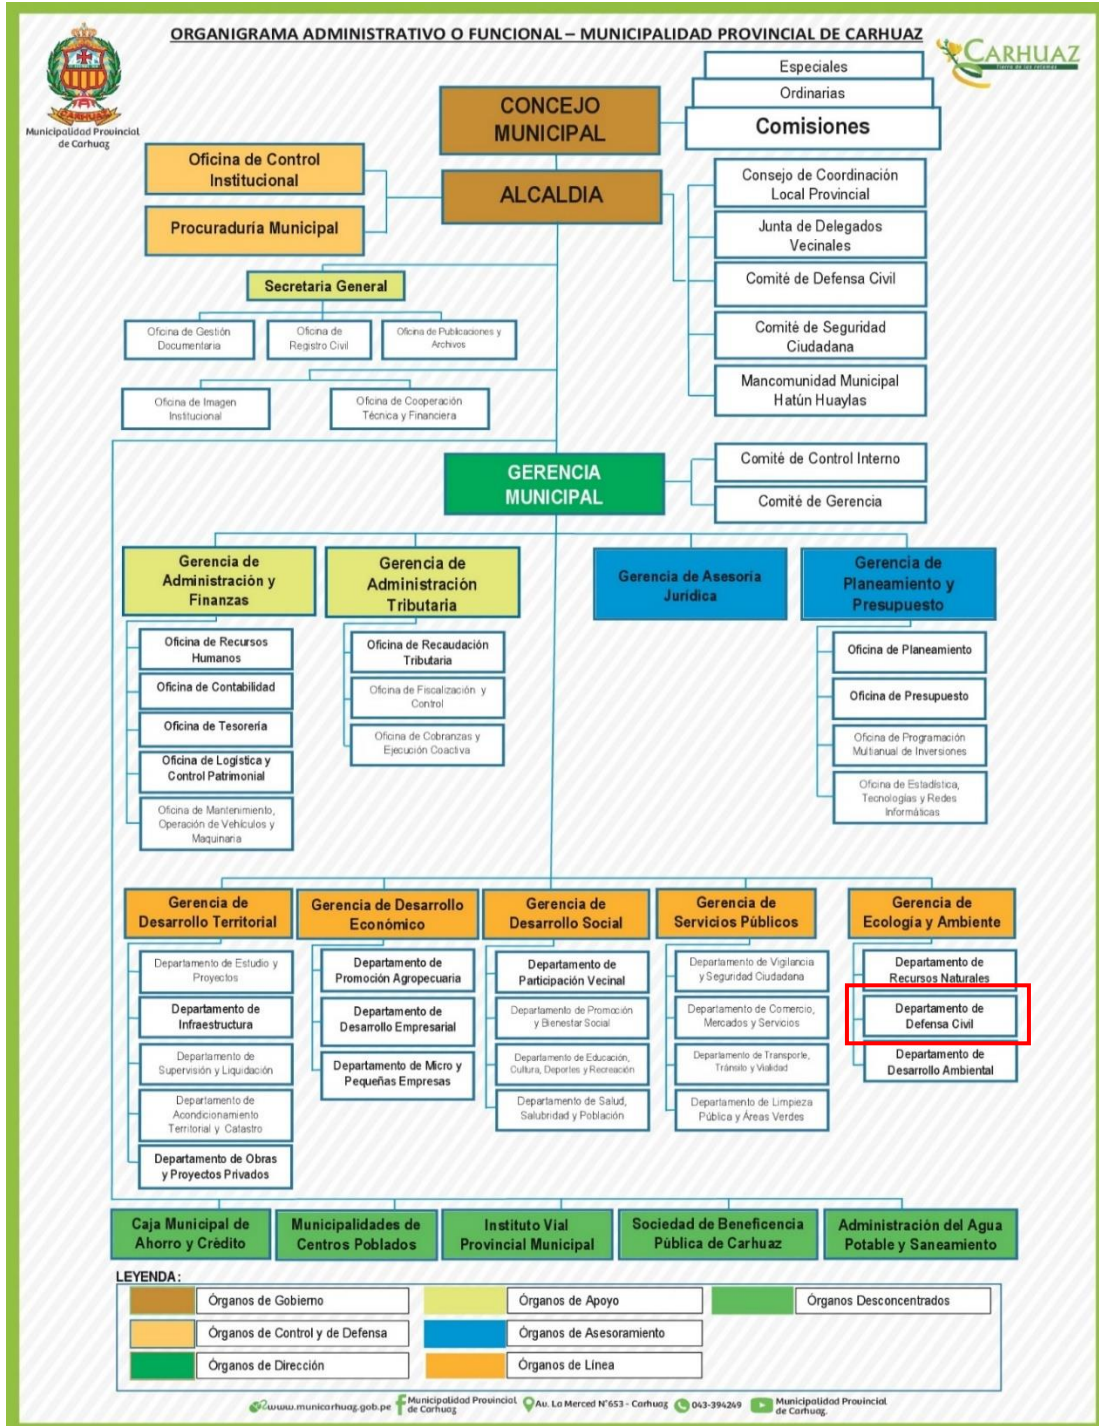 ORGANIGRAMA ADMINISTRATIVO O FUNCIONAL – MUNICIPALIDAD PROVINCIAL DE CARHUAZ
CARHUAZ
Tierra de las retamas
CARHUAZ
Municipalidad Provincial
de Carhuaz
Especiales
Ordinarias
Comisiones
CONCEJO
MUNICIPAL
Oficina de Control
Institucional
ALCALDIA
Procuraduría Municipal
Consejo de Coordinación
Local Provincial
Junta de Delegados
Vecinales
Comité de Defensa Civil
Comité de Seguridad
Ciudadana
Mancomunidad Municipal
Hatún Huaylas
Secretaria General
Oficina de Gestión
Documentaria
Oficina de
Registro Civil
Oficina de Publicaciones y
Archivos
Oficina de Imagen
Institucional
Oficina de Cooperación
Técnica y Financiera
GERENCIA
MUNICIPAL
Comité de Control Interno
Comité de Gerencia
Gerencia de
Administración y
Finanzas
Oficina de Recursos
Humanos
Oficina de Contabilidad
Oficina de Tesorería
Oficina de Logística y
Control Patrimonial
Oficina de Mantenimiento,
Operación de Vehículos y
Maquinaria
Gerencia de
Administración
Tributaria
Oficina de Recaudación
Tributaria
Oficina de Fiscalización y
Control
Oficina de Cobranzas y
Ejecución Coactiva
Gerencia de Asesoría
Jurídica
Gerencia de
Planeamiento y
Presupuesto
Oficina de Planeamiento
Oficina de Presupuesto
Oficina de Programación
Multianual de Inversiones
Oficina de Estadística,
Tecnologías y Redes
Informáticas
Gerencia de
Desarrollo Territorial
Departamento de Estudio y
Proyectos
Departamento de
Infraestructura
Departamento de
Supervisión y Liquidación
Departamento de
Acondicionamiento
Territorial y Catastro
Departamento de Obras
y Proyectos Privados
Gerencia de Desarrollo
Económico
Departamento de
Promoción Agropecuaria
Departamento de
Desarrollo Empresarial
Departamento de Micro y
Pequeñas Empresas
Gerencia de
Desarrollo Social
Departamento de
Participación Vecinal
Departamento de Promoción
y Bienestar Social
Departamento de Educación,
Cultura, Deportes y Recreación
Departamento de Salud,
Salubridad y Población
Gerencia de
Servicios Públicos
Departamento de Vigilancia
y Seguridad Ciudadana
Departamento de Comercio,
Mercados y Servicios
Departamento de Transporte,
Tránsito y Vialidad
Departamento de Limpieza
Pública y Áreas Verdes
Gerencia de
Ecología y Ambiente
Departamento de
Recursos Naturales
Departamento de
Defensa Civil
Departamento de
Desarrollo Ambiental
Caja Municipal de
Ahorro y Crédito
Municipalidades de
Centros Poblados
Instituto Vial
Provincial Municipal
Sociedad de Beneficencia
Pública de Carhuaz
Administración del Agua
Potable y Saneamiento
LEYENDA:
Órganos de Gobierno
Órganos de Apoyo
Órganos Desconcentrados
Órganos de Control y de Defensa
Órganos de Asesoramiento
Órganos de Dirección
Órganos de Línea
www.municarhuaz.gob.pe
Municipalidad Provincial
de Carhuaz
Av. La Merced N°653 - Carhuaz
043-394249
Municipalidad Provincial
de Carhuaz.